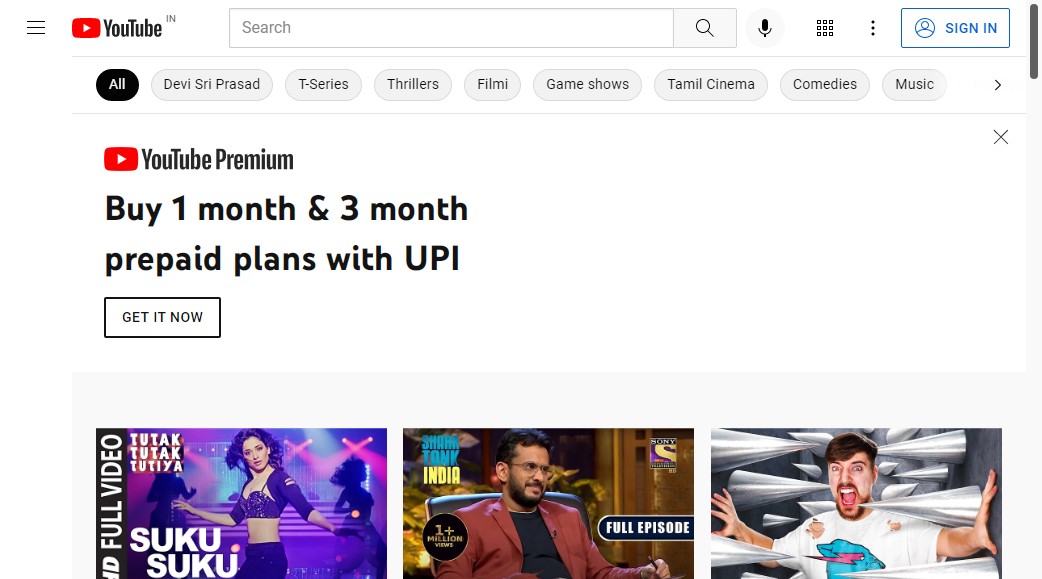 YouTube IN
Search
SIGN IN
All
Devi Sri Prasad
T-Series
Thrillers
Filmi
Game shows
Tamil Cinema
Comedies
Music
YouTube Premium
Buy 1 month & 3 month
prepaid plans with UPI
GET IT NOW
HD FULL VIDEO
TUTAK
TUTAK
TUTIYA
SUKU
SUKU
SHARK
TANK
INDIA
SONY
1+
MILLION
VIEWS
FULL EPISODE